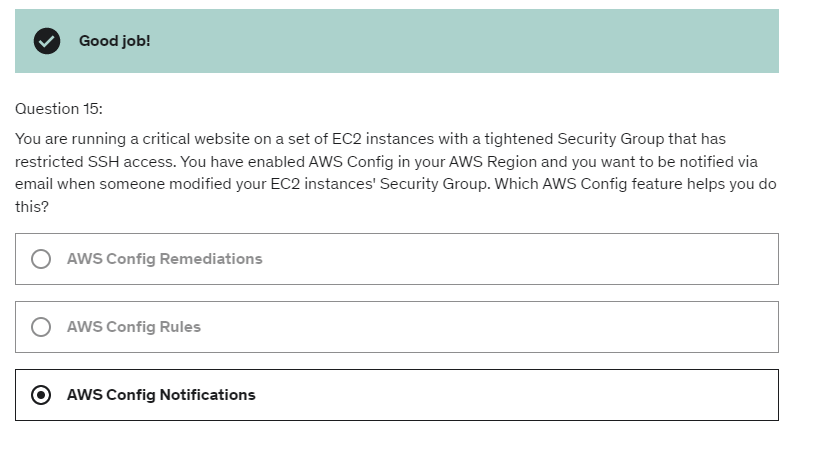 Good job!
Question 15:
You are running a critical website on a set of EC2 instances with a tightened Security Group that has
restricted SSH access. You have enabled AWS Config in your AWS Region and you want to be notified via
email when someone modified your EC2 instances' Security Group. Which AWS Config feature helps you do
this?
AWS Config Remediations
AWS Config Rules
AWS Config Notifications